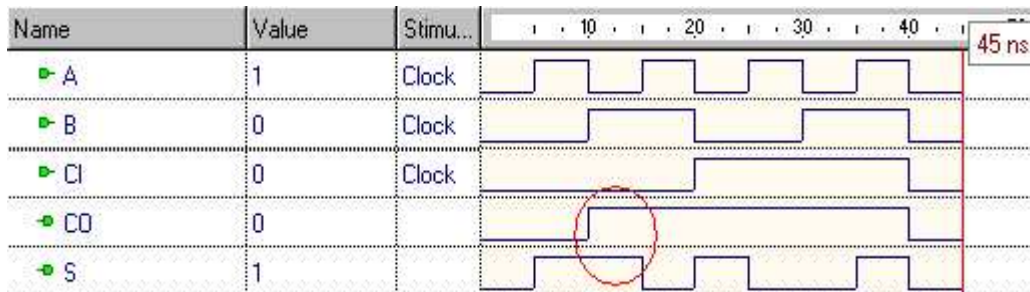 Name Value Stimu... 10 20 30 40
45 ns
A 1 Clock
B 0 Clock
CI 0 Clock
CO 0
S 1